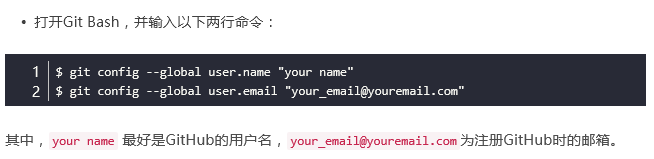 • 打开Git Bash，并输入以下两行命令：
1 $ git config --global user.name "your name"
2 $ git config --global user.email "your_email@youremail.com"
其中，your name 最好是GitHub的用户名，your_email@youremail.com为注册GitHub时的邮箱。